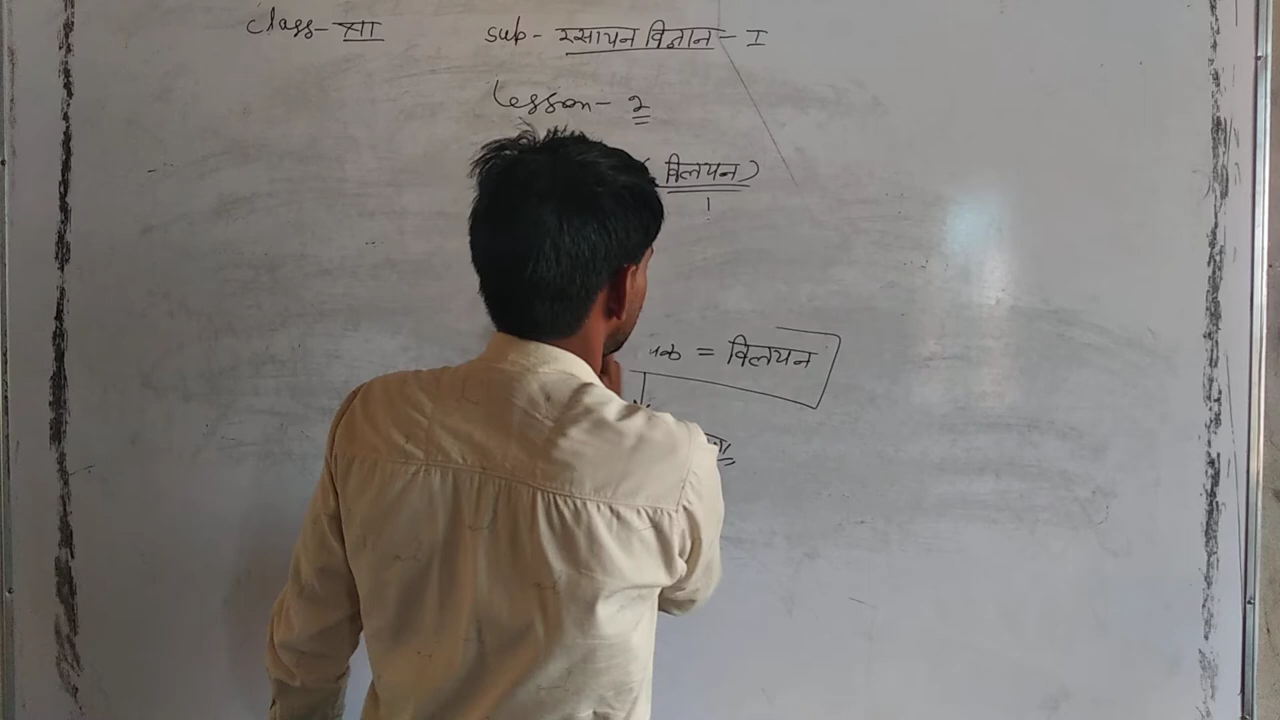 class- XII
sub- रसायन विज्ञान - I
Lesson- 2
(विलयन)
= विलयन